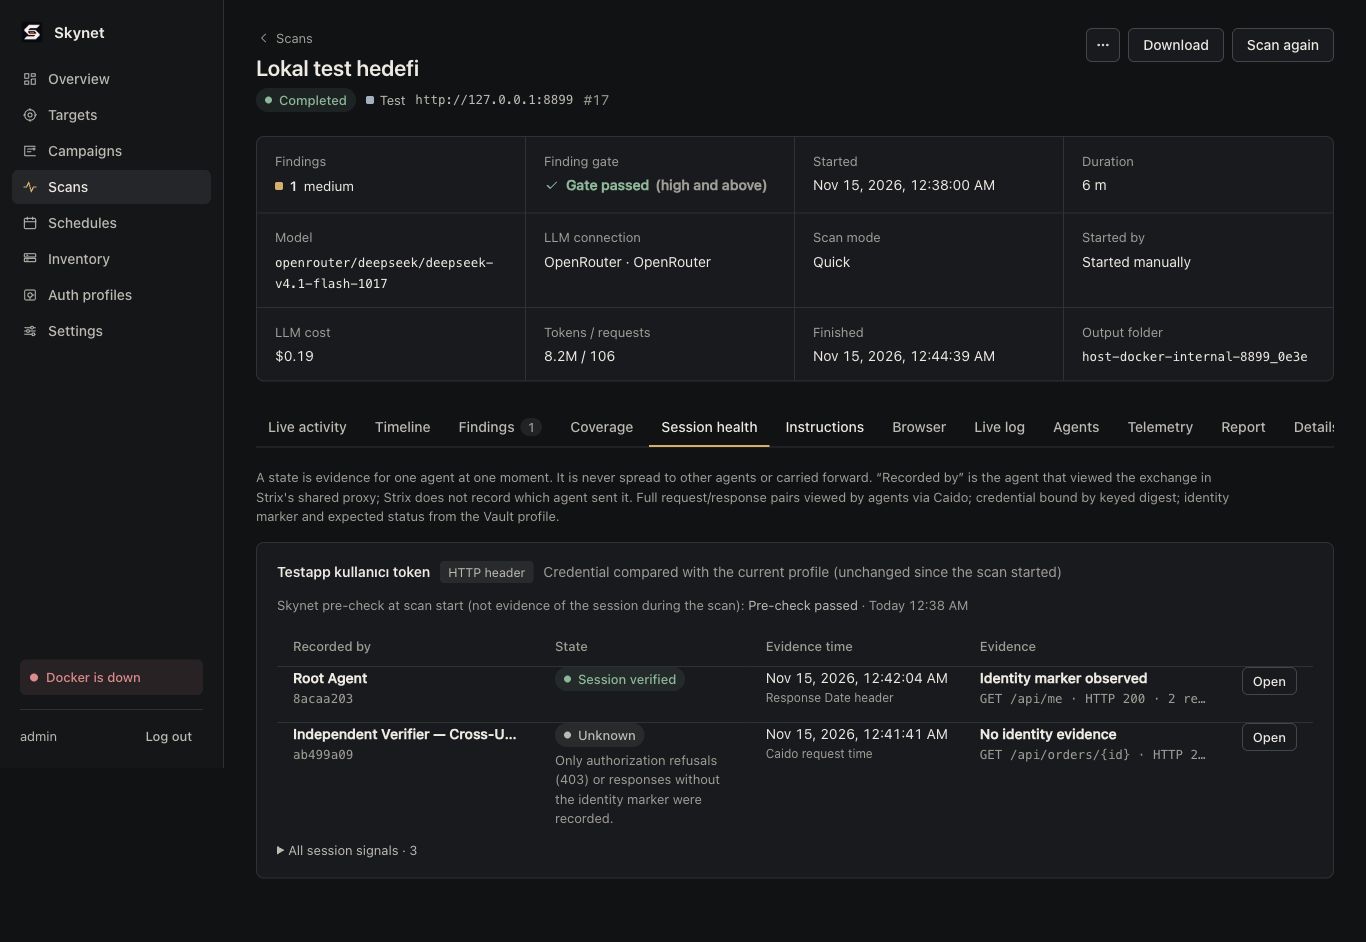 Skynet
Overview
Targets
Campaigns
Scans
Schedules
Inventory
Auth profiles
Settings
Docker is down
admin
Log out
Scans
Lokal test hedefi
Completed
Test
http://127.0.0.1:8899
#17
...
Download
Scan again
Findings
1 medium
Finding gate
Gate passed (high and above)
Started
Nov 15, 2026, 12:38:00 AM
Duration
6 m
Model
openrouter/deepseek/deepseek-
v4.1-flash-1017
LLM connection
OpenRouter · OpenRouter
Scan mode
Quick
Started by
Started manually
LLM cost
$0.19
Tokens / requests
8.2M / 106
Finished
Nov 15, 2026, 12:44:39 AM
Output folder
host-docker-internal-8899_0e3e
Live activity
Timeline
Findings 1
Coverage
Session health
Instructions
Browser
Live log
Agents
Telemetry
Report
Details
A state is evidence for one agent at one moment. It is never spread to other agents or carried forward. “Recorded by” is the agent that viewed the exchange in
Strix's shared proxy; Strix does not record which agent sent it. Full request/response pairs viewed by agents via Caido; credential bound by keyed digest; identity
marker and expected status from the Vault profile.
Testapp kullanıcı token
HTTP header
Credential compared with the current profile (unchanged since the scan started)
Skynet pre-check at scan start (not evidence of the session during the scan): Pre-check passed · Today 12:38 AM
Recorded by
State
Evidence time
Evidence
Root Agent
8acaa203
Session verified
Nov 15, 2026, 12:42:04 AM
Response Date header
Identity marker observed
GET /api/me · HTTP 200 · 2 re…
Open
Independent Verifier — Cross-U...
ab499a09
Unknown
Only authorization refusals
(403) or responses without
the identity marker were
recorded.
Nov 15, 2026, 12:41:41 AM
Caido request time
No identity evidence
GET /api/orders/{id} · HTTP 2…
Open
All session signals · 3